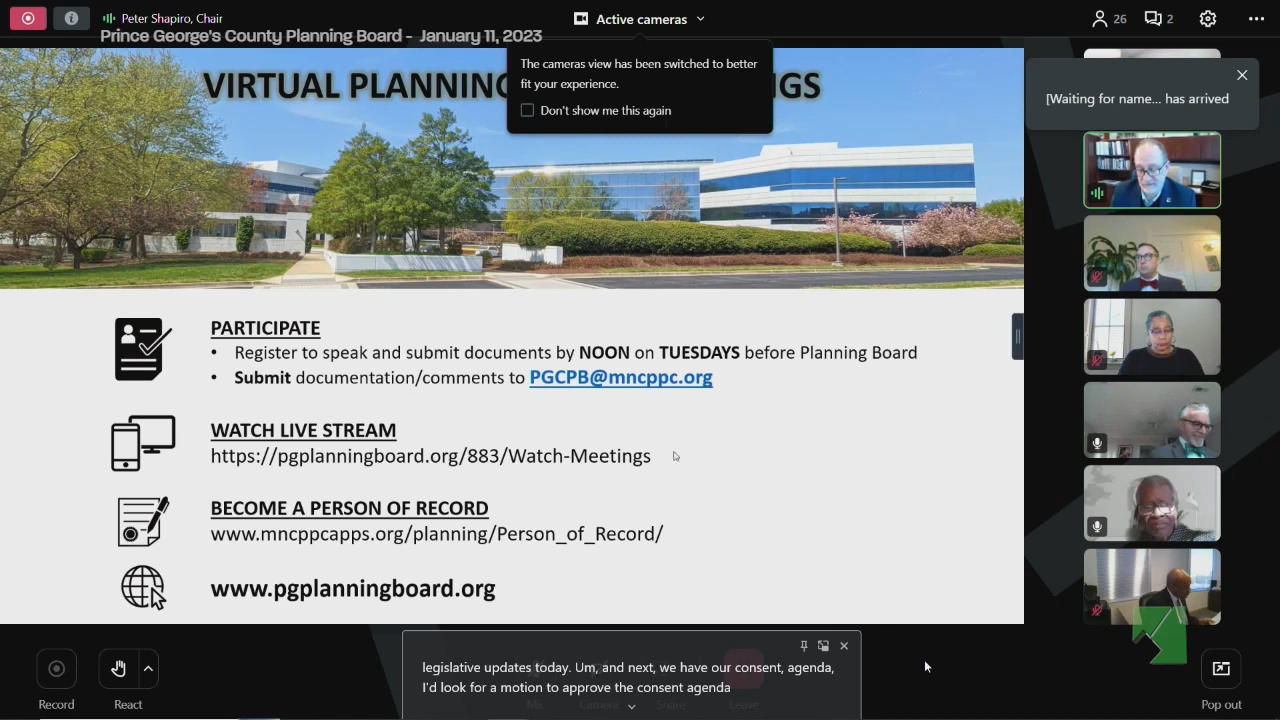 Peter Shapiro, Chair
Active cameras
26
2
Prince George's County Planning Board - January 11, 2023
VIRTUAL PLANNING
GS
The cameras view has been switched to better
fit your experience.
Don't show me this again
[Waiting for name... has arrived
PARTICIPATE
• Register to speak and submit documents by NOON on TUESDAYS before Planning Board
• Submit documentation/comments to PGCPB@mncppc.org
WATCH LIVE STREAM
https://pgplanningboard.org/883/Watch-Meetings
BECOME A PERSON OF RECORD
www.mncppcapps.org/planning/Person_of_Record/
www.pgplanningboard.org
legislative updates today. Um, and next, we have our consent, agenda,
I'd look for a motion to approve the consent agenda
Record
React
Mic
Camera
Share
Leave
Pop out